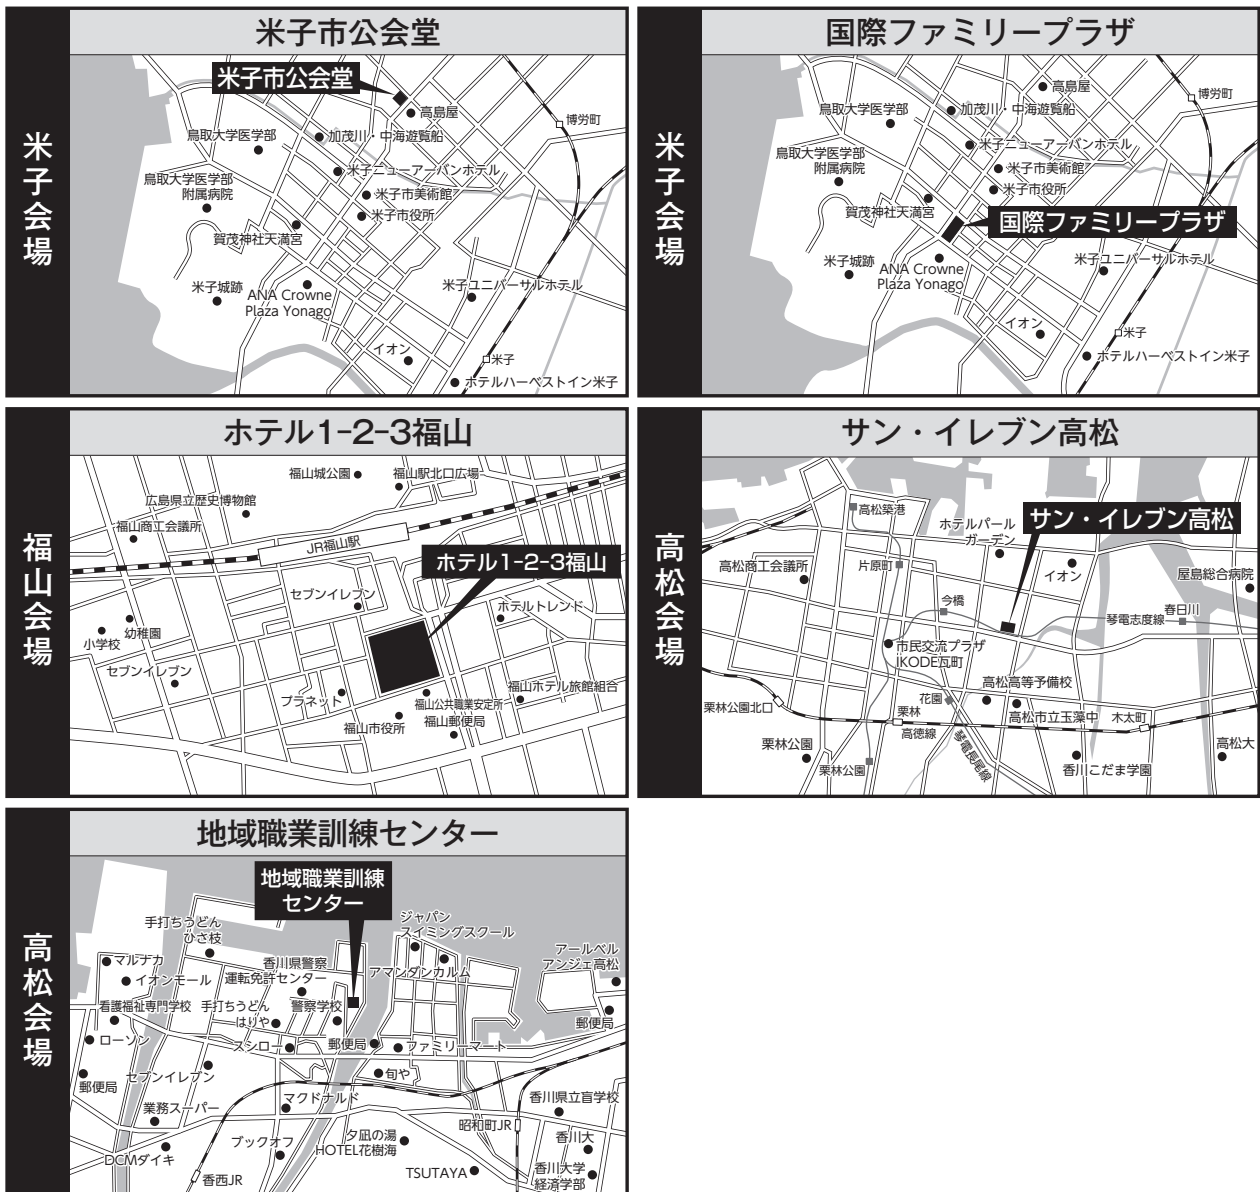 米子会場
米子市公会堂
米子市公会堂
高島屋
博労町
鳥取大学医学部
加茂川・中海遊覧船
米子ニューアーバンホテル
鳥取大学医学部
附属病院
米子市美術館
米子市役所
賀茂神社天満宮
米子城跡
ANA Crowne
Plaza Yonago
米子ユニバーサルホテル
イオン
米子
ホテルハーベストイン米子
米子会場
国際ファミリープラザ
高島屋
博労町
鳥取大学医学部
加茂川・中海遊覧船
米子ニューアーバンホテル
鳥取大学医学部
附属病院
米子市美術館
米子市役所
賀茂神社天満宮
国際ファミリープラザ
米子城跡
ANA Crowne
Plaza Yonago
米子ユニバーサルホテル
イオン
米子
ホテルハーベストイン米子
福山会場
ホテル1-2-3福山
福山城公園
福山駅北口広場
広島県立歴史博物館
福山商工会議所
JR福山駅
ホテル1-2-3福山
セブンイレブン
ホテルトレンド
幼稚園
小学校
セブンイレブン
プラネット
福山公共職業安定所
福山ホテル旅館組合
福山市役所
福山郵便局
高松会場
サン・イレブン高松
高松築港
ホテルパール
ガーデン
サン・イレブン高松
高松商工会議所
片原町
イオン
屋島総合病院
今橋
琴電志度線
春日川
市民交流プラザ
IKODE瓦町
高松高等予備校
花園
栗林公園北口
栗林
高松市立玉藻中
木太町
高徳線
栗林公園
琴電長尾線
栗林公園
香川こだま学園
高松大
高松会場
地域職業訓練センター
地域職業訓練
センター
手打ちうどん
ひさ枝
ジャパン
スイミングスクール
アールベル
アンジェ高松
マルナカ
香川県警察
運転免許センター
アマンダンカルム
イオンモール
看護福祉専門学校
手打ちうどん
はりや
警察学校
郵便局
ローソン
スシロー
郵便局
ファミリーマート
セブンイレブン
旬や
郵便局
業務スーパー
マクドナルド
香川県立盲学校
昭和町JR
ブックオフ
夕凪の湯
HOTEL花樹海
香川大
DCMダイキ
香西JR
TSUTAYA
香川大学
経済学部